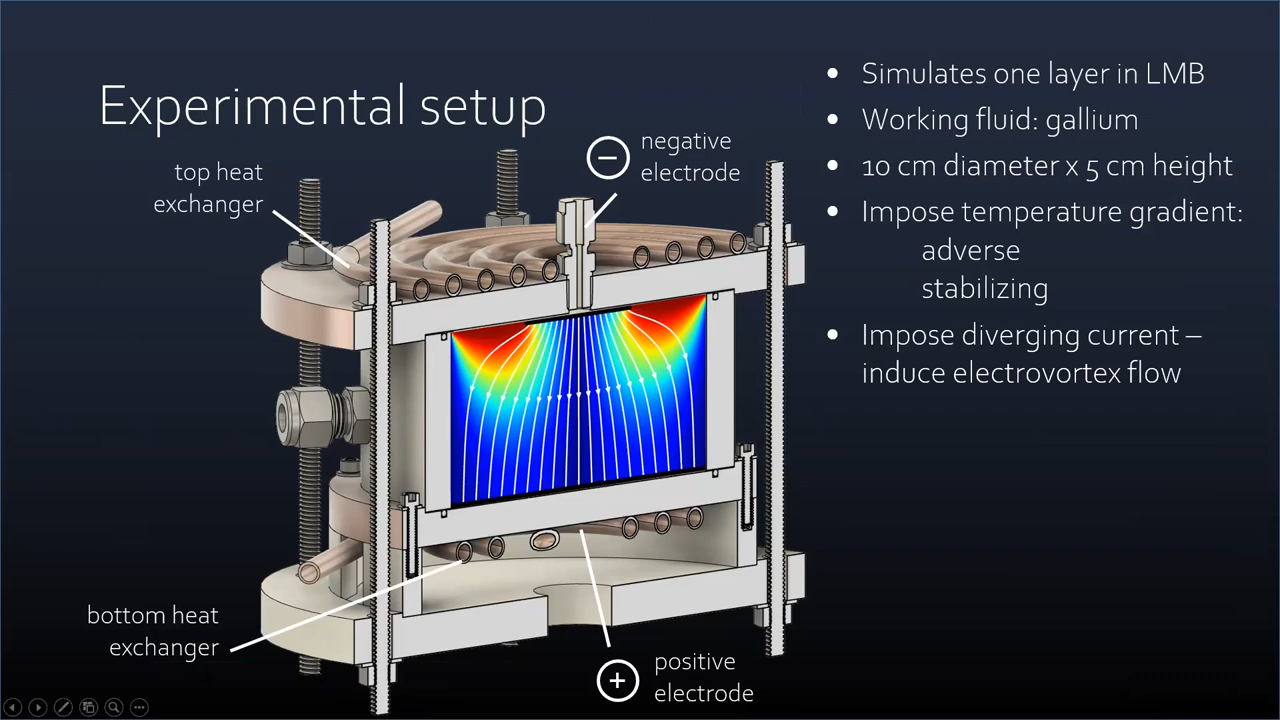 Experimental setup
top heat
exchanger
−
negative
electrode
bottom heat
exchanger
+
positive
electrode
• Simulates one layer in LMB
• Working fluid: gallium
• 10 cm diameter x 5 cm height
• Impose temperature gradient:
adverse
stabilizing
• Impose diverging current –
induce electrovortex flow